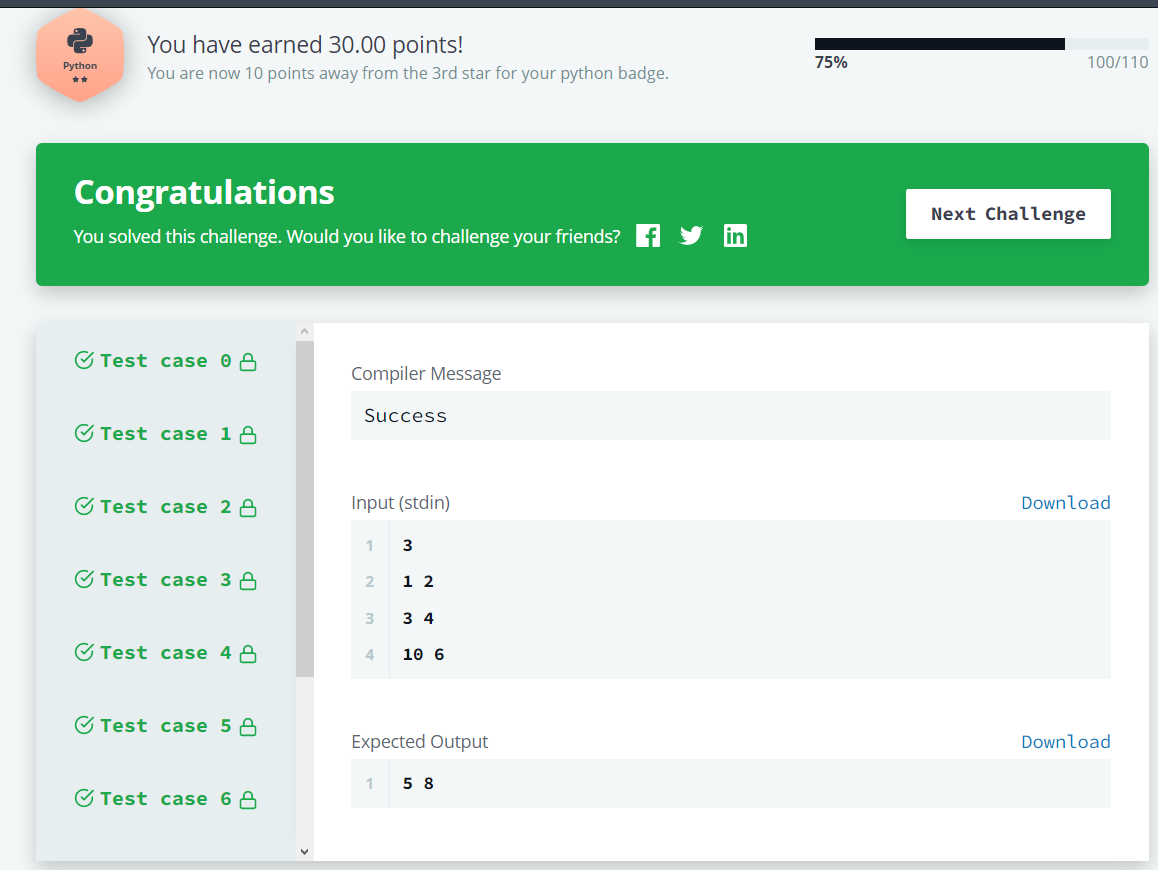 Python
You have earned 30.00 points!
You are now 10 points away from the 3rd star for your python badge.
75%
100/110
Congratulations
You solved this challenge. Would you like to challenge your friends?
Next Challenge
Test case 0
Test case 1
Test case 2
Test case 3
Test case 4
Test case 5
Test case 6
Compiler Message
Success
Input (stdin)
Download
1 3
2 1 2
3 3 4
4 10 6
Expected Output
Download
1 5 8